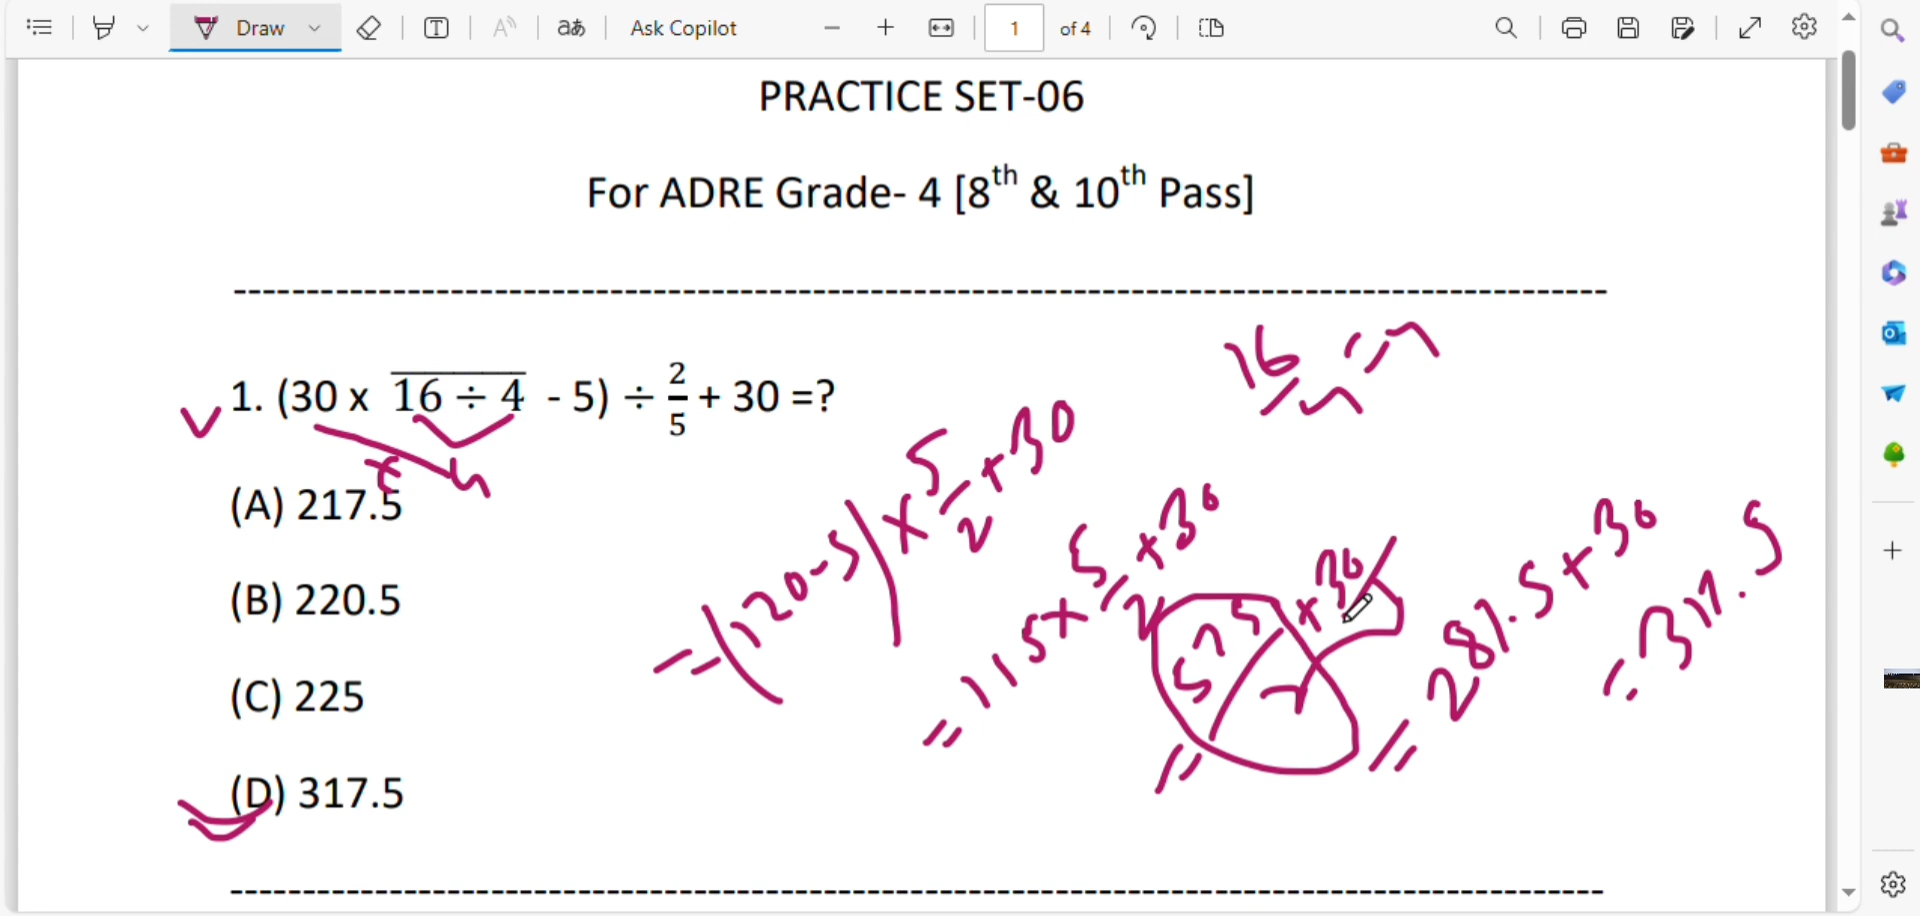 Draw
Ask Copilot
1 of 4
PRACTICE SET-06
For ADRE Grade- 4 [8th & 10th Pass]
--------------------------------------------------------------------------------------------
1. (30 x 16 ÷ 4 - 5) ÷ 2/5 + 30 =?
(A) 217.5
(B) 220.5
(C) 225
(D) 317.5
--------------------------------------------------------------------------------------------
16
= (120-5) x 5/2 + 30
= 115 x 5/2 + 30
= 575/2 + 30
= 287.5 + 30
= 317.5